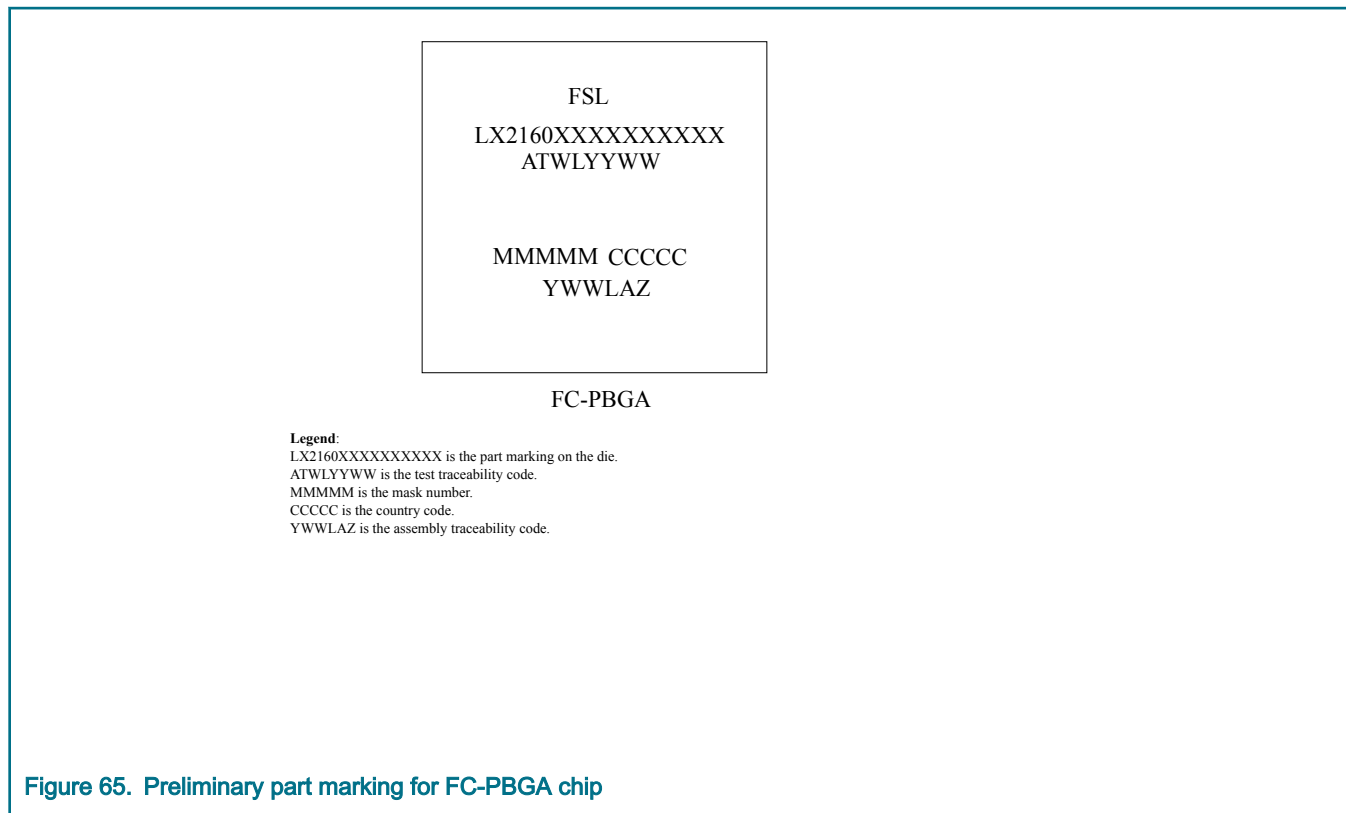 FSL
LX2160XXXXXXXXXX
ATWLYYWW
MMMMM CCCCC
YWWLAZ
FC-PBGA
Legend:
LX2160XXXXXXXXXX is the part marking on the die.
ATWLYYWW is the test traceability code.
MMMMM is the mask number.
CCCCC is the country code.
YWWLAZ is the assembly traceability code.
Figure 65. Preliminary part marking for FC-PBGA chip